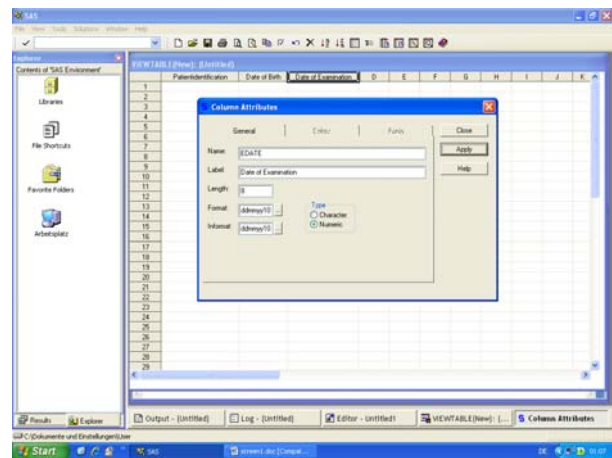 SAS
File View Tools Solutions Window Help
Explorer
Contents of 'SAS Environment'
Libraries
File Shortcuts
Favorite Folders
Arbeitsplatz
VIEWTABLE:[New]: (Untitled)
Patientidentification Date of Birth Date of Examination D E F G H I J K
1
2
3
4
5
6
7
8
9
10
11
12
13
14
15
16
17
18
19
20
21
22
23
24
25
26
27
28
29
Column Attributes
General Colors Fonts
Name: EDATE
Label: Date of Examination
Length: 8
Format: ddmmyy10 ...
Informat: ddmmyy10 ...
Type
Character
Numeric
Close
Apply
Help
Results Explorer
Output - (Untitled) Log - (Untitled) Editor - Untitled1 VIEWTABLE:[New]: (... Column Attributes
C:\Dokumente und Einstellungen\User
Start SAS screen1.doc [Compat... DE 01:07